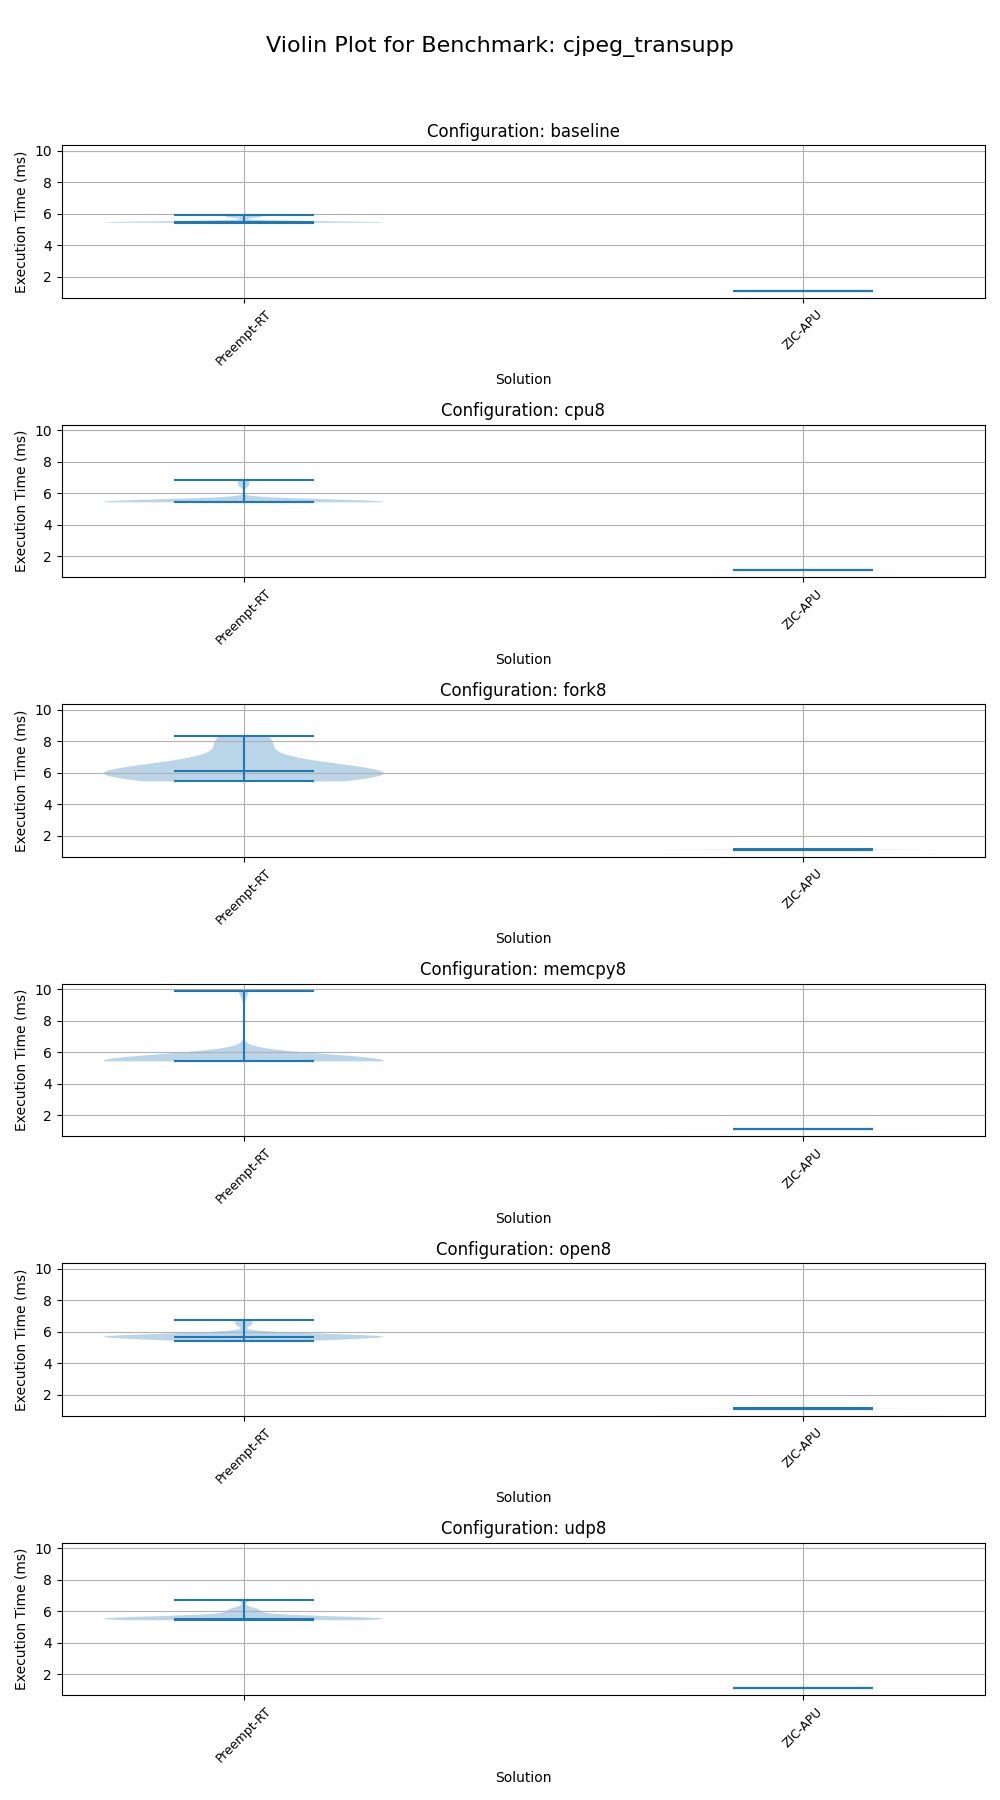 Violin Plot for Benchmark: cjpeg_transupp
Configuration: baseline
Execution Time (ms)
10
8
6
4
2
Preempt-RT
ZIC-APU
Solution
Configuration: cpu8
Execution Time (ms)
10
8
6
4
2
Preempt-RT
ZIC-APU
Solution
Configuration: fork8
Execution Time (ms)
10
8
6
4
2
Preempt-RT
ZIC-APU
Solution
Configuration: memcpy8
Execution Time (ms)
10
8
6
4
2
Preempt-RT
ZIC-APU
Solution
Configuration: open8
Execution Time (ms)
10
8
6
4
2
Preempt-RT
ZIC-APU
Solution
Configuration: udp8
Execution Time (ms)
10
8
6
4
2
Preempt-RT
ZIC-APU
Solution